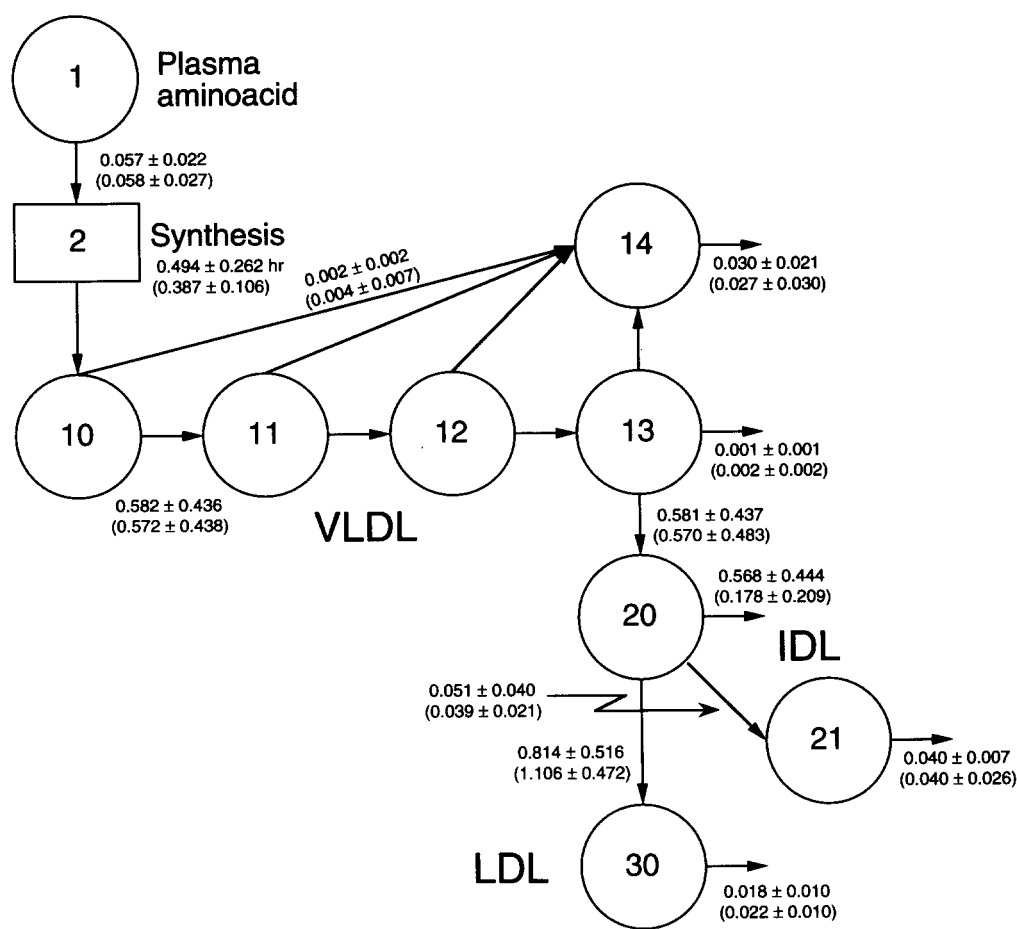 1
Plasma
aminoacid
0.057 ± 0.022
(0.058 ± 0.027)
2
Synthesis
0.494 ± 0.262 hr
(0.387 ± 0.106)
0.002 ± 0.002
(0.004 ± 0.007)
14
0.030 ± 0.021
(0.027 ± 0.030)
10
11
12
13
0.001 ± 0.001
(0.002 ± 0.002)
0.582 ± 0.436
(0.572 ± 0.438)
VLDL
0.581 ± 0.437
(0.570 ± 0.483)
20
0.568 ± 0.444
(0.178 ± 0.209)
IDL
0.051 ± 0.040
(0.039 ± 0.021)
21
0.040 ± 0.007
(0.040 ± 0.026)
0.814 ± 0.516
(1.106 ± 0.472)
LDL
30
0.018 ± 0.010
(0.022 ± 0.010)